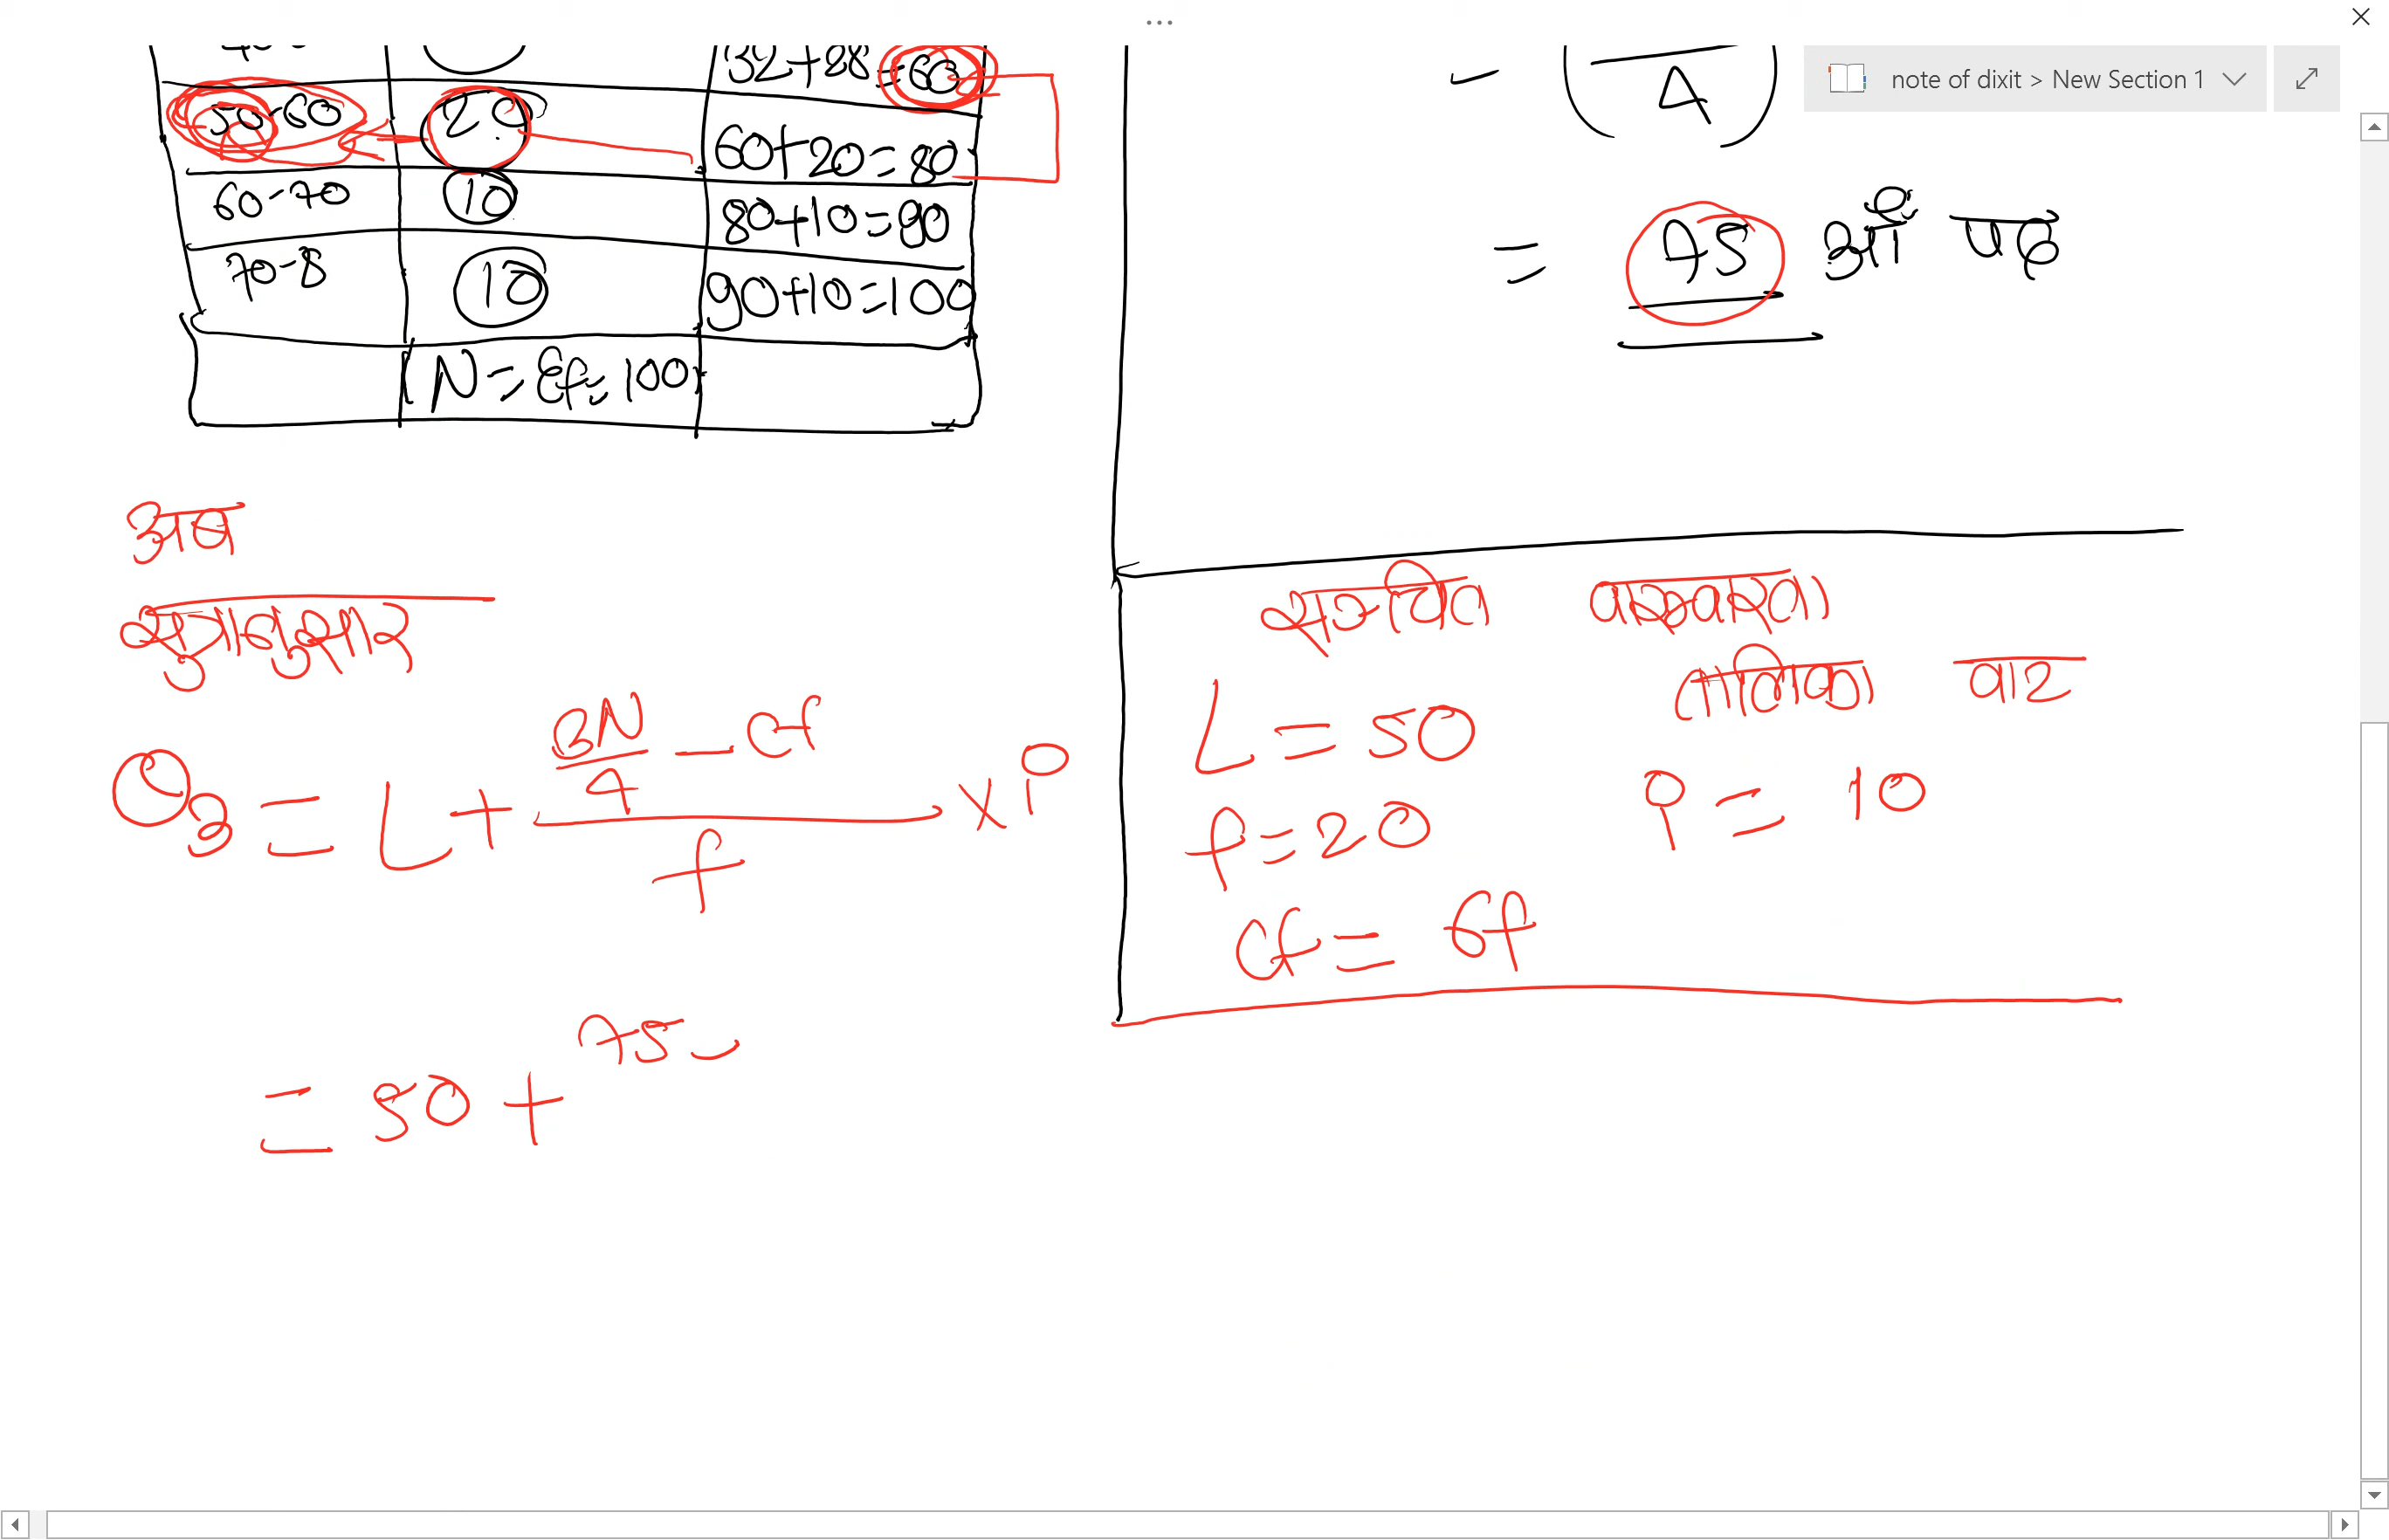 32+28=60
50-60 20 60+20=80
60-70 10 80+10=90
70-8 10 90+10=100
N=Σf=100
4
= 75 औं पद
note of dixit > New Section 1
अब
सुत्रानुसार
Q3 = L + 3N/4 - cf / f × i
= 50 + 75 -
L = 50
f = 20
i = 10
cf =